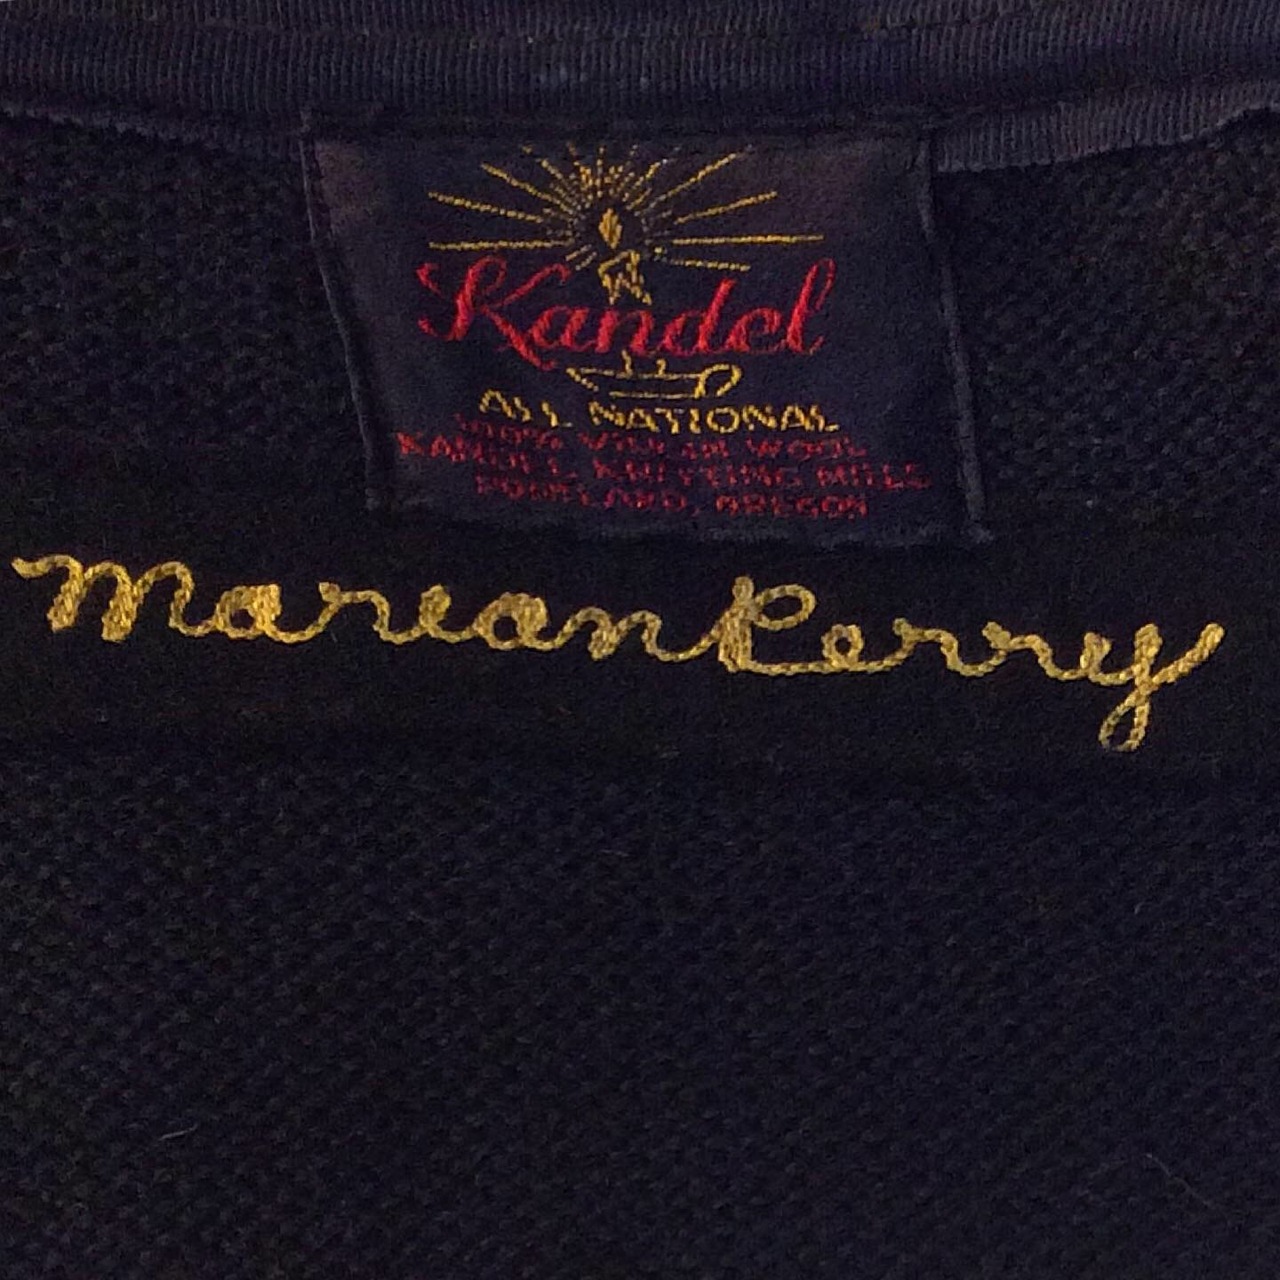 Kandel
ALL NATIONAL
100% VIRGIN WOOL
KANDEL KNITTING MILLS
PORTLAND, OREGON
Marian Perry